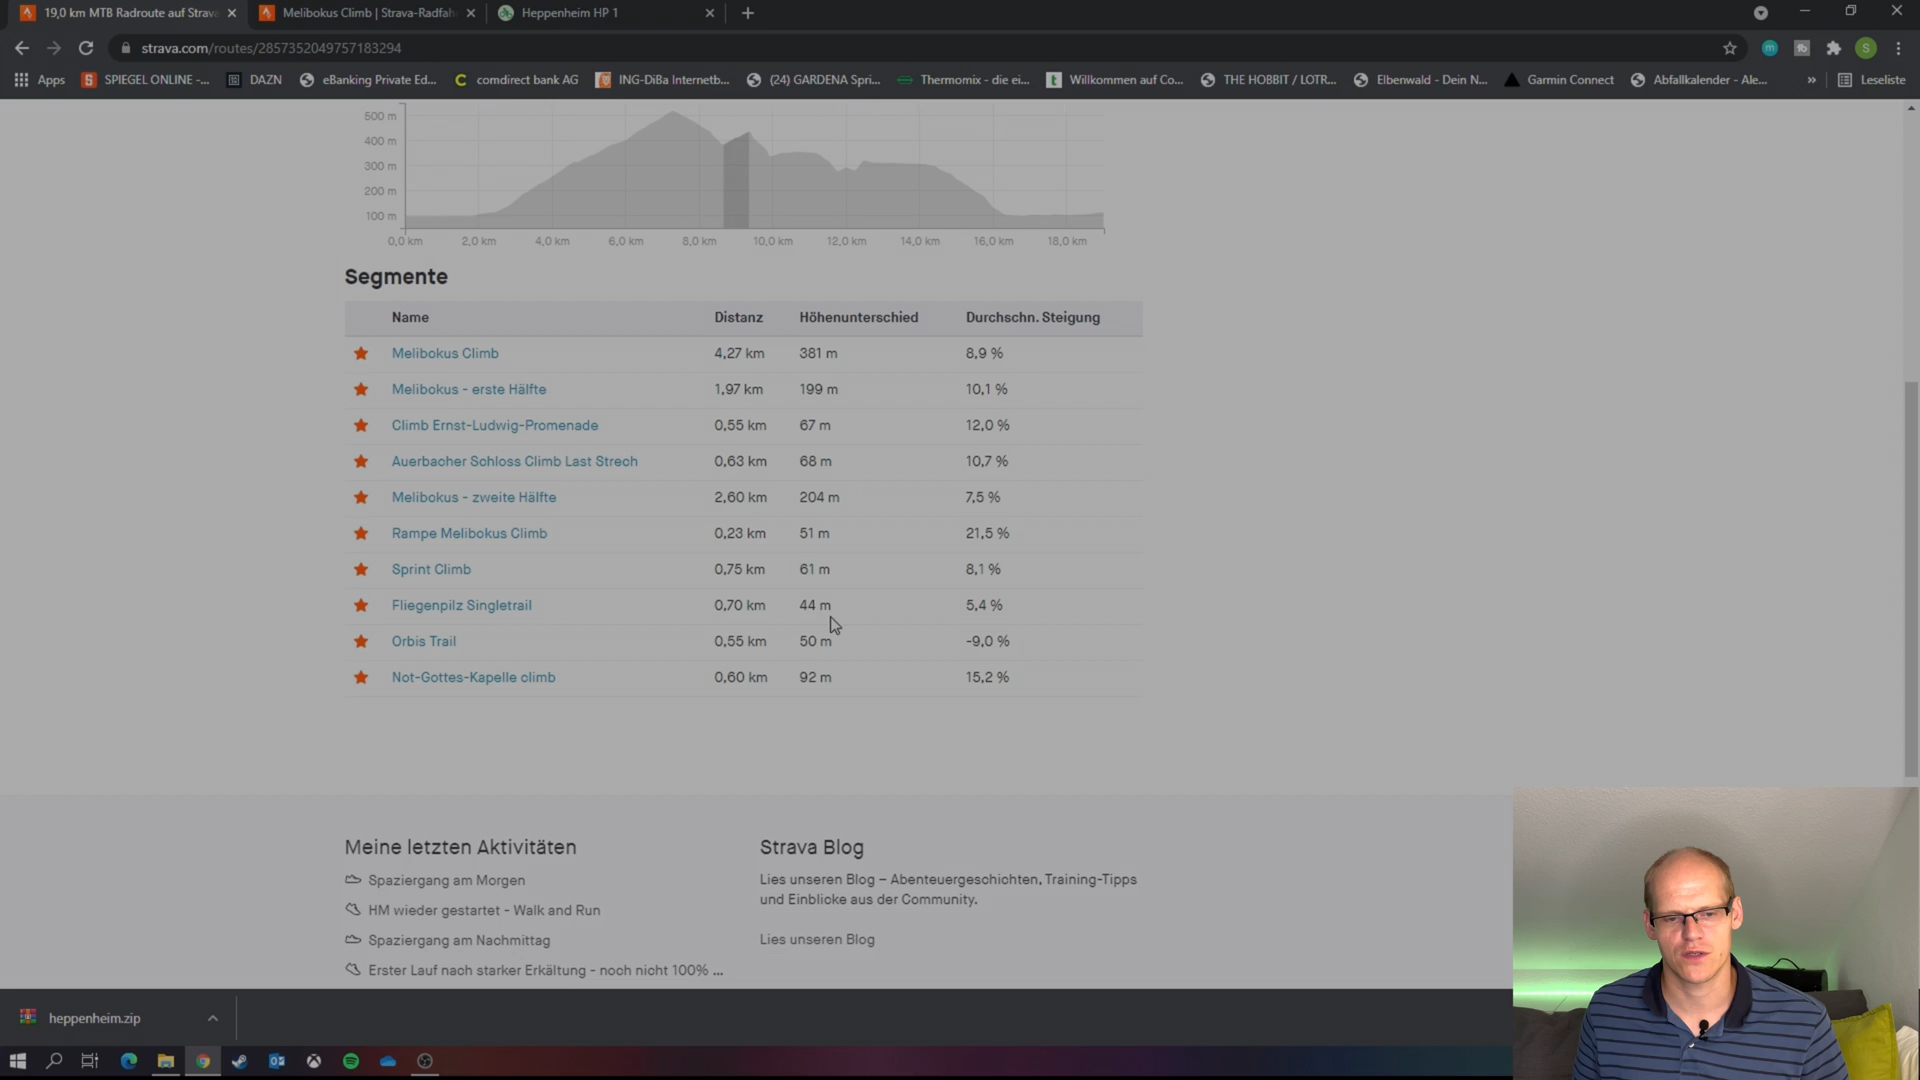 19,0 km MTB Radroute auf Strav
Melibokus Climb | Strava-Radfah
Heppenheim HP 1
strava.com/routes/2857352049757183294
S
Apps
SPIEGEL ONLINE -...
DAZN
eBanking Private Ed...
comdirect bank AG
ING-DiBa Internetb...
(24) GARDENA Spri...
Thermomix - die ei...
Willkommen auf Co...
THE HOBBIT / LOTR...
Elbenwald - Dein N...
Garmin Connect
Abfallkalender - Ale...
»
Leseliste
500 m
400 m
300 m
200 m
100 m
0,0 km 2,0 km 4,0 km 6,0 km 8,0 km 10,0 km 12,0 km 14,0 km 16,0 km 18,0 km
Segmente
Name Distanz Höhenunterschied Durchschn. Steigung
Melibokus Climb 4,27 km 381 m 8,9 %
Melibokus - erste Hälfte 1,97 km 199 m 10,1 %
Climb Ernst-Ludwig-Promenade 0,55 km 67 m 12,0 %
Auerbacher Schloss Climb Last Strech 0,63 km 68 m 10,7 %
Melibokus - zweite Hälfte 2,60 km 204 m 7,5 %
Rampe Melibokus Climb 0,23 km 51 m 21,5 %
Sprint Climb 0,75 km 61 m 8,1 %
Fliegenpilz Singletrail 0,70 km 44 m 5,4 %
Orbis Trail 0,55 km 50 m -9,0 %
Not-Gottes-Kapelle climb 0,60 km 92 m 15,2 %
Meine letzten Aktivitäten
Spaziergang am Morgen
HM wieder gestartet - Walk and Run
Spaziergang am Nachmittag
Erster Lauf nach starker Erkältung - noch nicht 100% ...
Strava Blog
Lies unseren Blog – Abenteuergeschichten, Training-Tipps
und Einblicke aus der Community.
Lies unseren Blog
heppenheim.zip